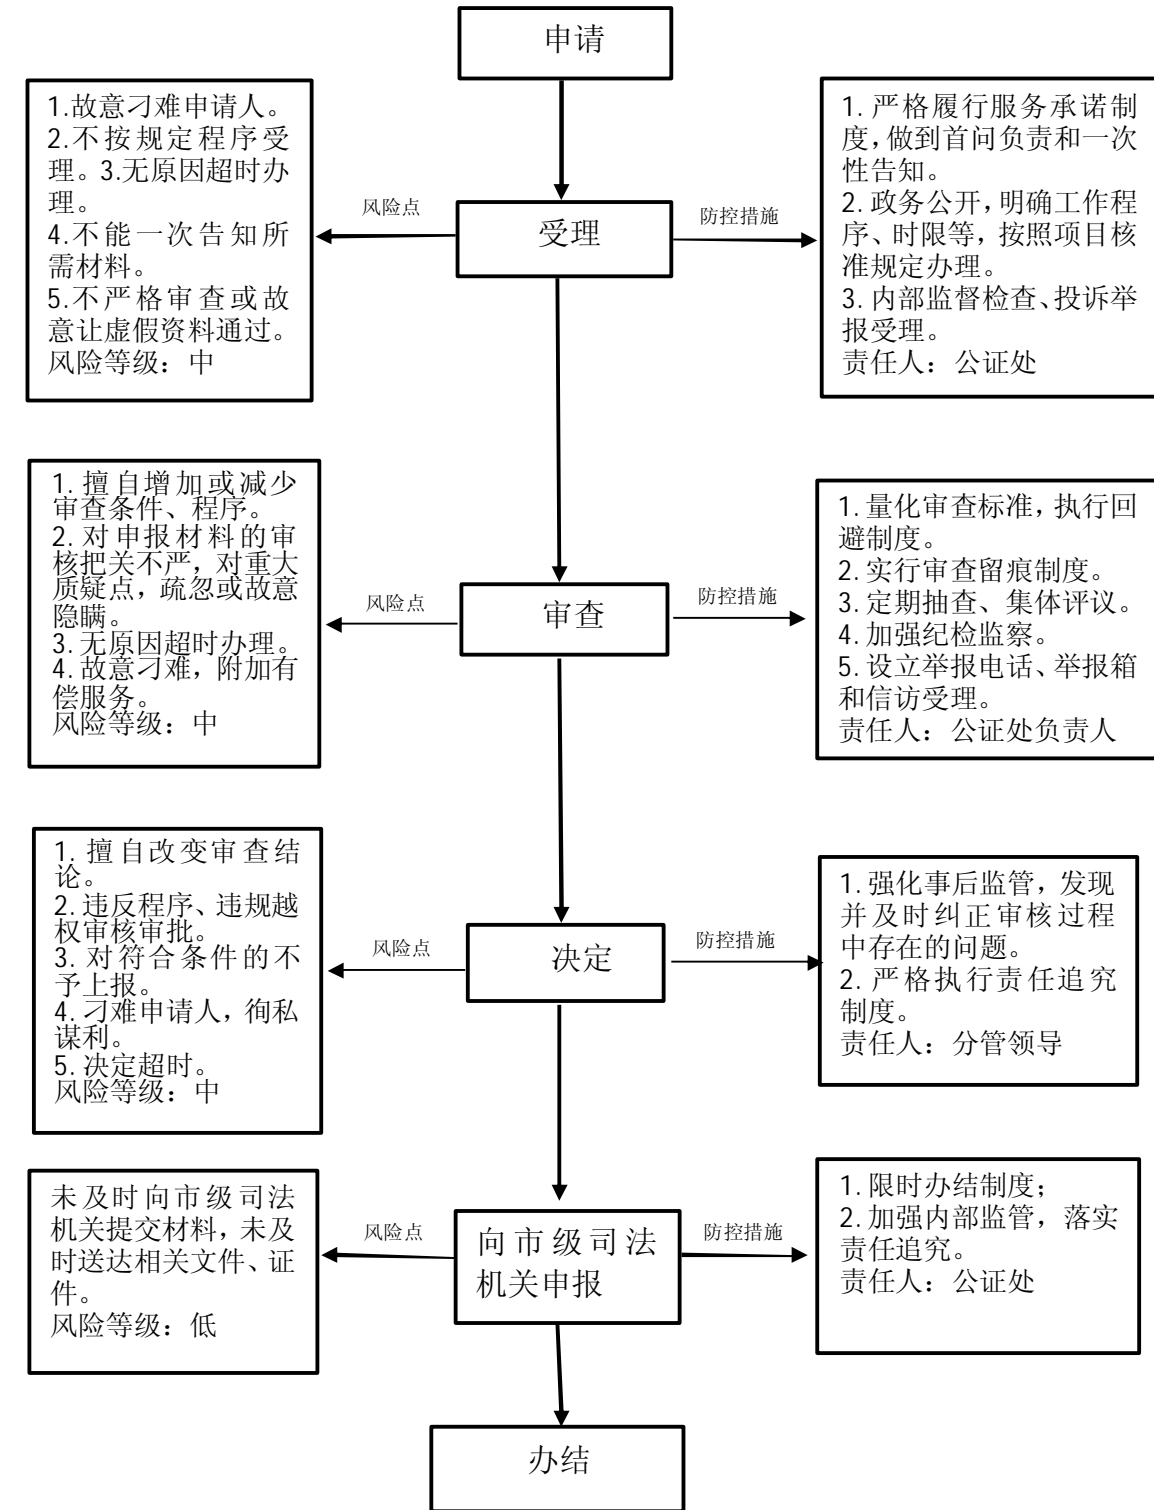 申请
1.故意刁难申请人。
2.不按规定程序受
理。3.无原因超时办
理。
4.不能一次告知所
需材料。
5.不严格审查或故
意让虚假资料通过。
风险等级：中
风险点
受理
防控措施
1.严格履行服务承诺制
度，做到首问负责和一次
性告知。
2.政务公开，明确工作程
序、时限等，按照项目核
准规定办理。
3.内部监督检查、投诉举
报受理。
责任人：公证处
1.擅自增加或减少
审查条件、程序。
2.对申报材料的审
核把关不严，对重大
质疑点，疏忽或故意
隐瞒。
3.无原因超时办理。
4.故意刁难，附加有
偿服务。
风险等级：中
风险点
审查
防控措施
1.量化审查标准，执行回
避制度。
2.实行审查留痕制度。
3.定期抽查、集体评议。
4.加强纪检监察。
5.设立举报电话、举报箱
和信访受理。
责任人：公证处负责人
1.擅自改变审查结
论。
2.违反程序、违规越
权审核审批。
3.对符合条件的不
予上报。
4.刁难申请人，徇私
谋利。
5.决定超时。
风险等级：中
风险点
决定
防控措施
1.强化事后监管，发现
并及时纠正审核过程
中存在的问题。
2.严格执行责任追究
制度。
责任人：分管领导
未及时向市级司法
机关提交材料，未及
时送达相关文件、证
件。
风险等级：低
风险点
向市级司法
机关申报
防控措施
1.限时办结制度；
2.加强内部监管，落实
责任追究。
责任人：公证处
办结